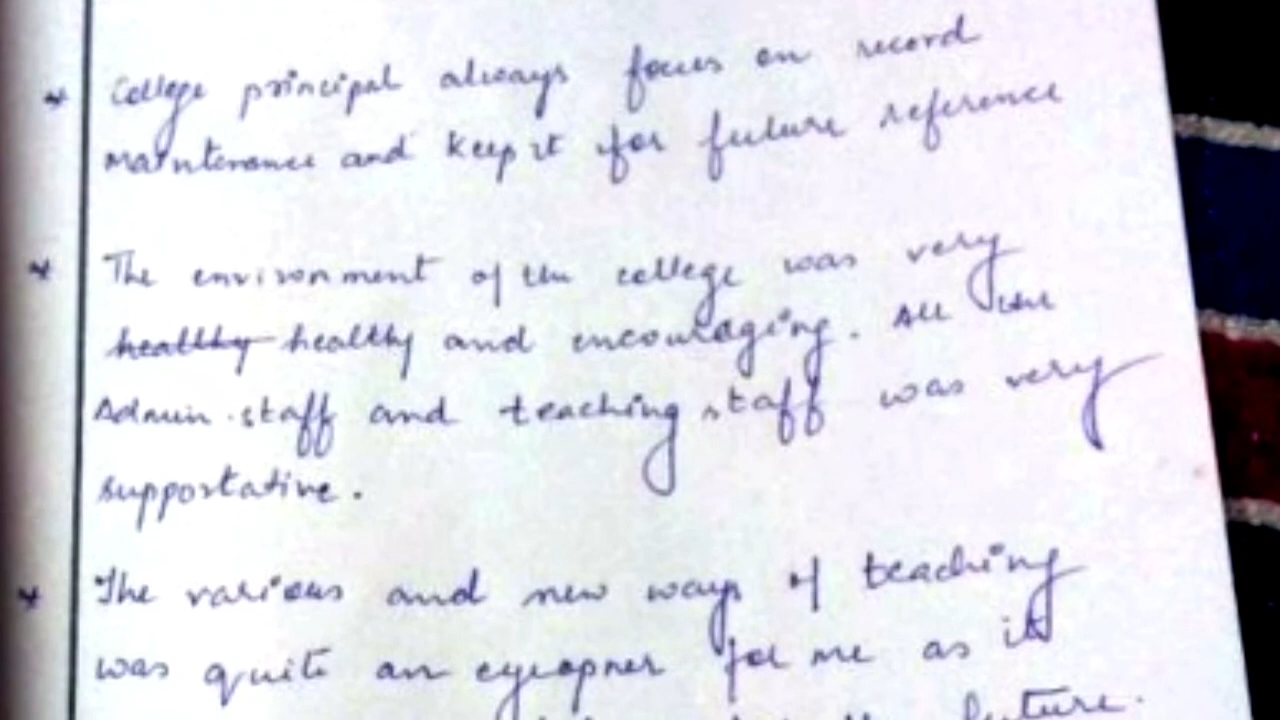 * College principal always focus on record
maintenance and keep it for future reference
* The environment of the college was very
healthy healthy and encouraging. All the
Admin staff and teaching staff was very
supportative.
* The various and new ways of teaching
was quite an eyeopner for me as it
future.